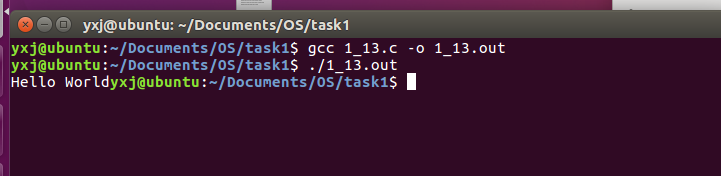 yxj@ubuntu: ~/Documents/OS/task1
yxj@ubuntu:~/Documents/OS/task1$ gcc 1_13.c -o 1_13.out
yxj@ubuntu:~/Documents/OS/task1$ ./1_13.out
Hello Worldyxj@ubuntu:~/Documents/OS/task1$